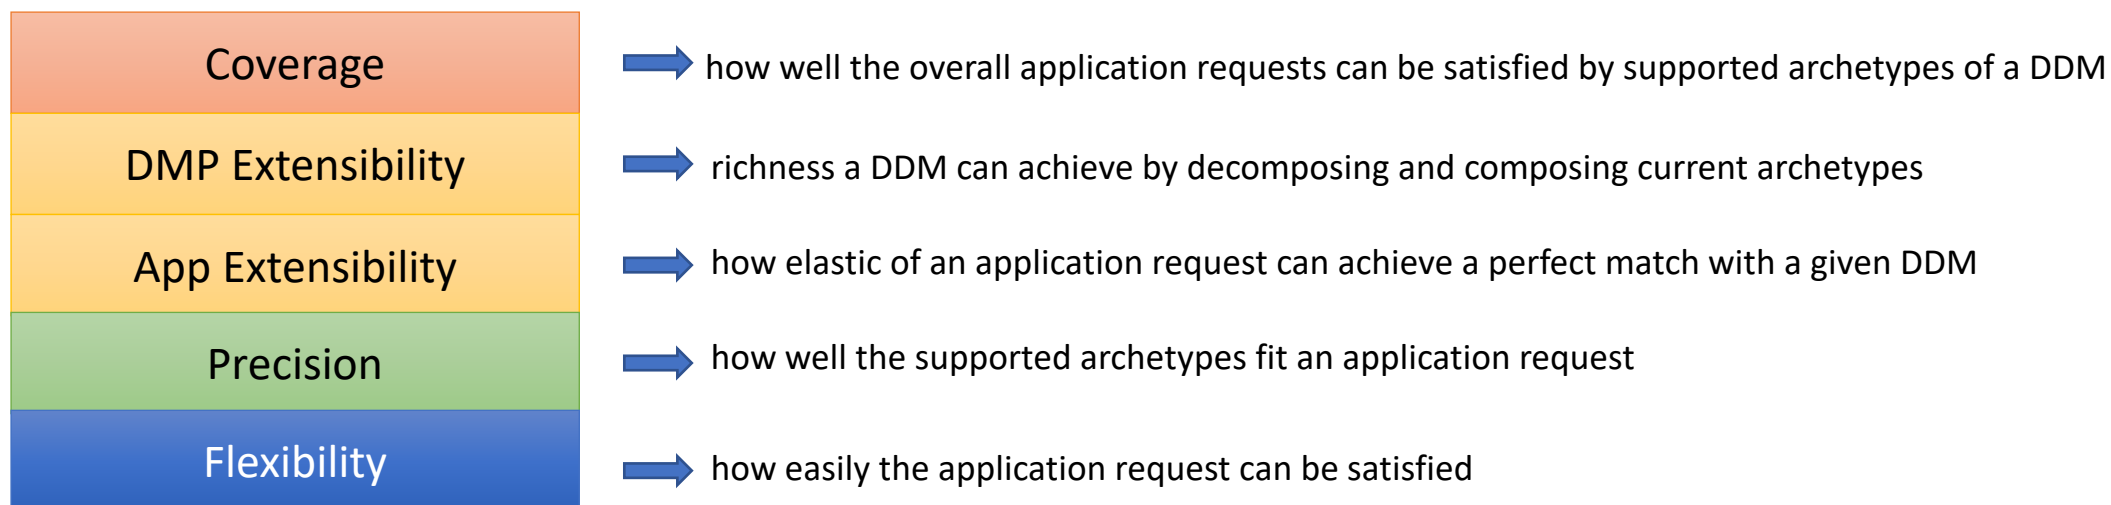 Coverage
how well the overall application requests can be satisfied by supported archetypes of a DDM
DMP Extensibility
richness a DDM can achieve by decomposing and composing current archetypes
App Extensibility
how elastic of an application request can achieve a perfect match with a given DDM
Precision
how well the supported archetypes fit an application request
Flexibility
how easily the application request can be satisfied